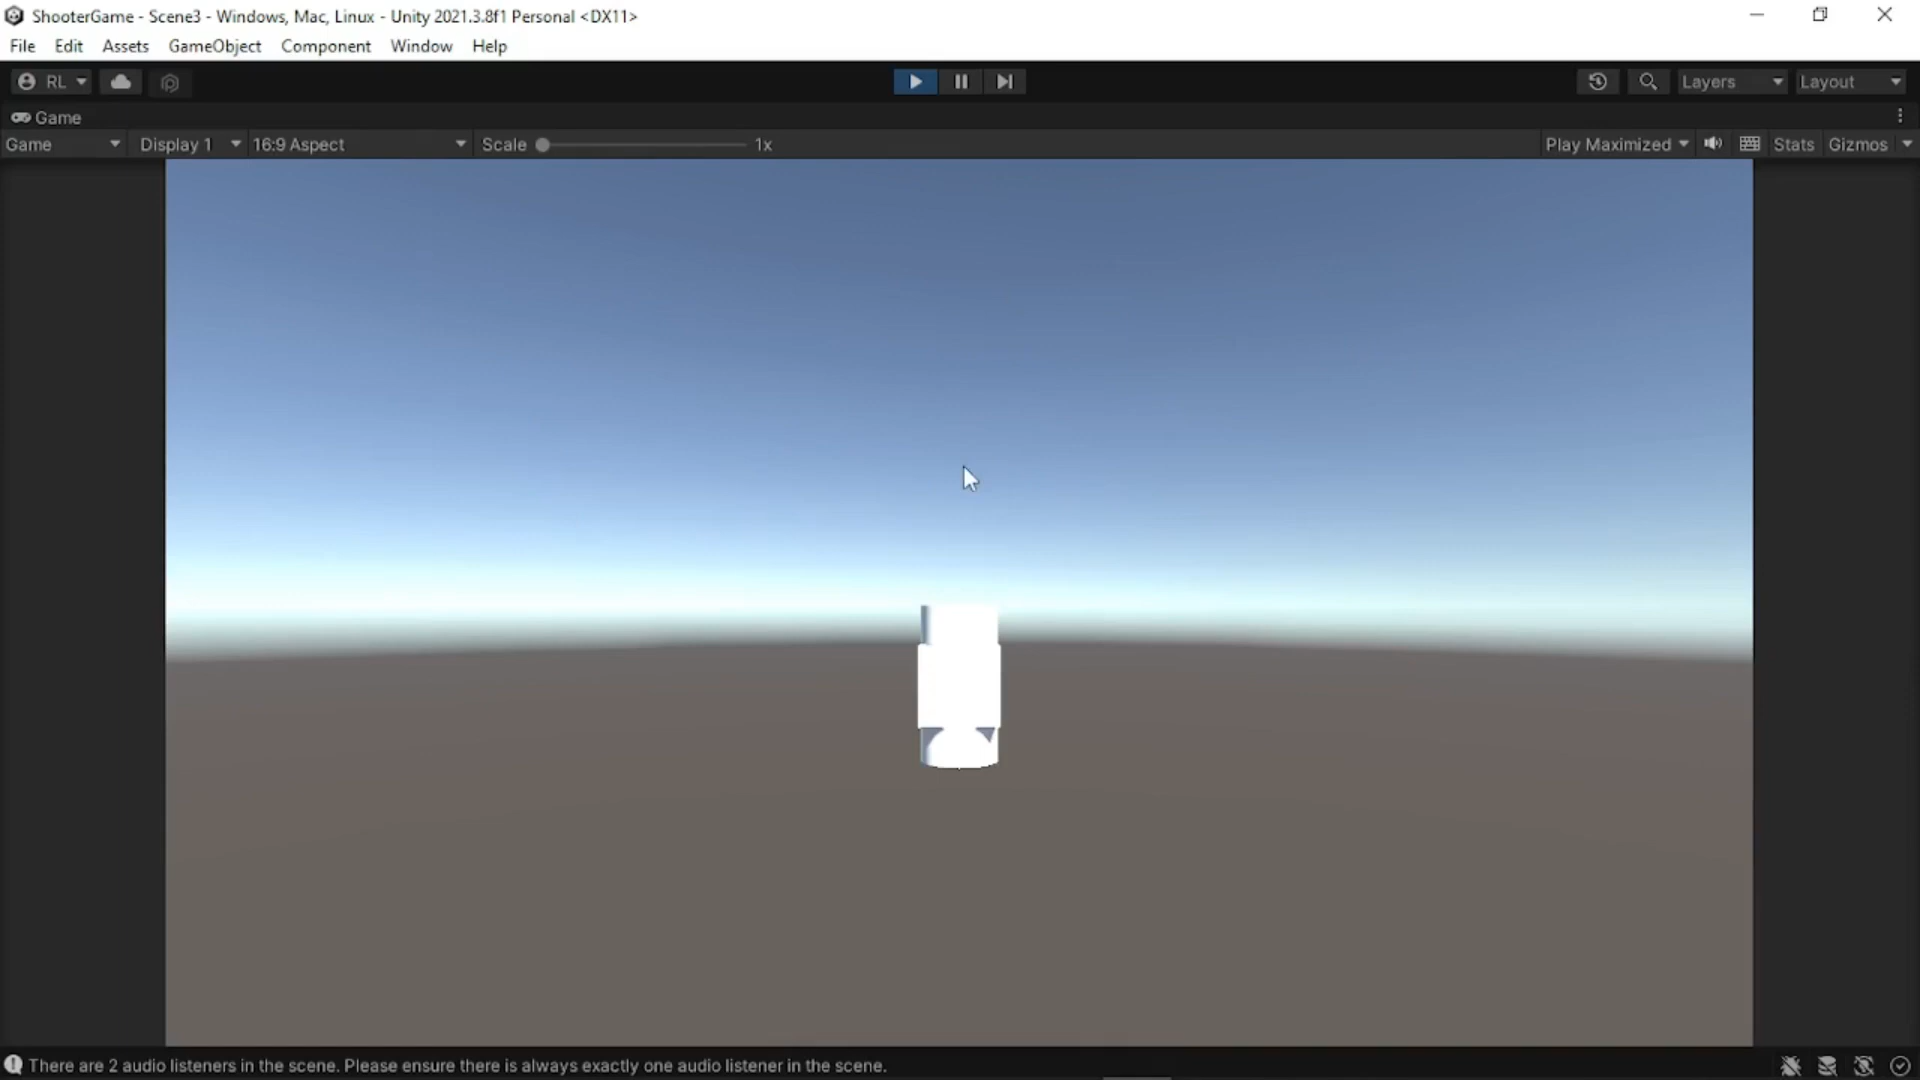 ShooterGame - Scene3 - Windows, Mac, Linux - Unity 2021.3.8f1 Personal <DX11>
File Edit Assets GameObject Component Window Help
RL Layers Layout
Game
Game Display 1 16:9 Aspect Scale 1x Play Maximized Stats Gizmos
There are 2 audio listeners in the scene. Please ensure there is always exactly one audio listener in the scene.